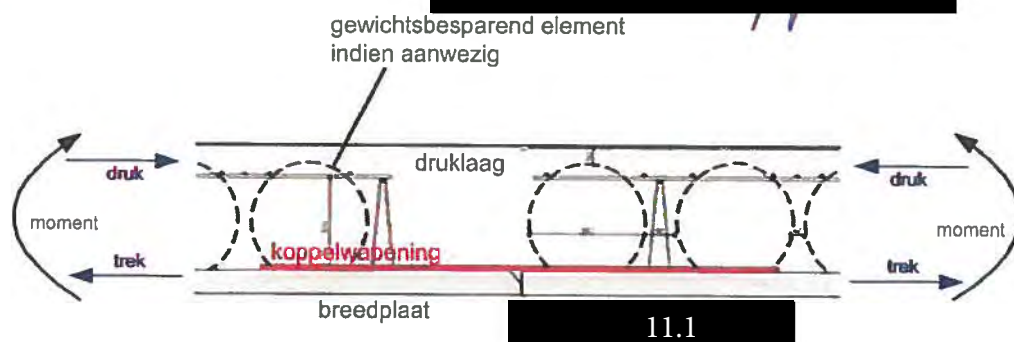 gewichtsbesparend element
indien aanwezig
druklaag
druk
druk
moment
moment
koppelwapening
trek
trek
breedplaat
11.1